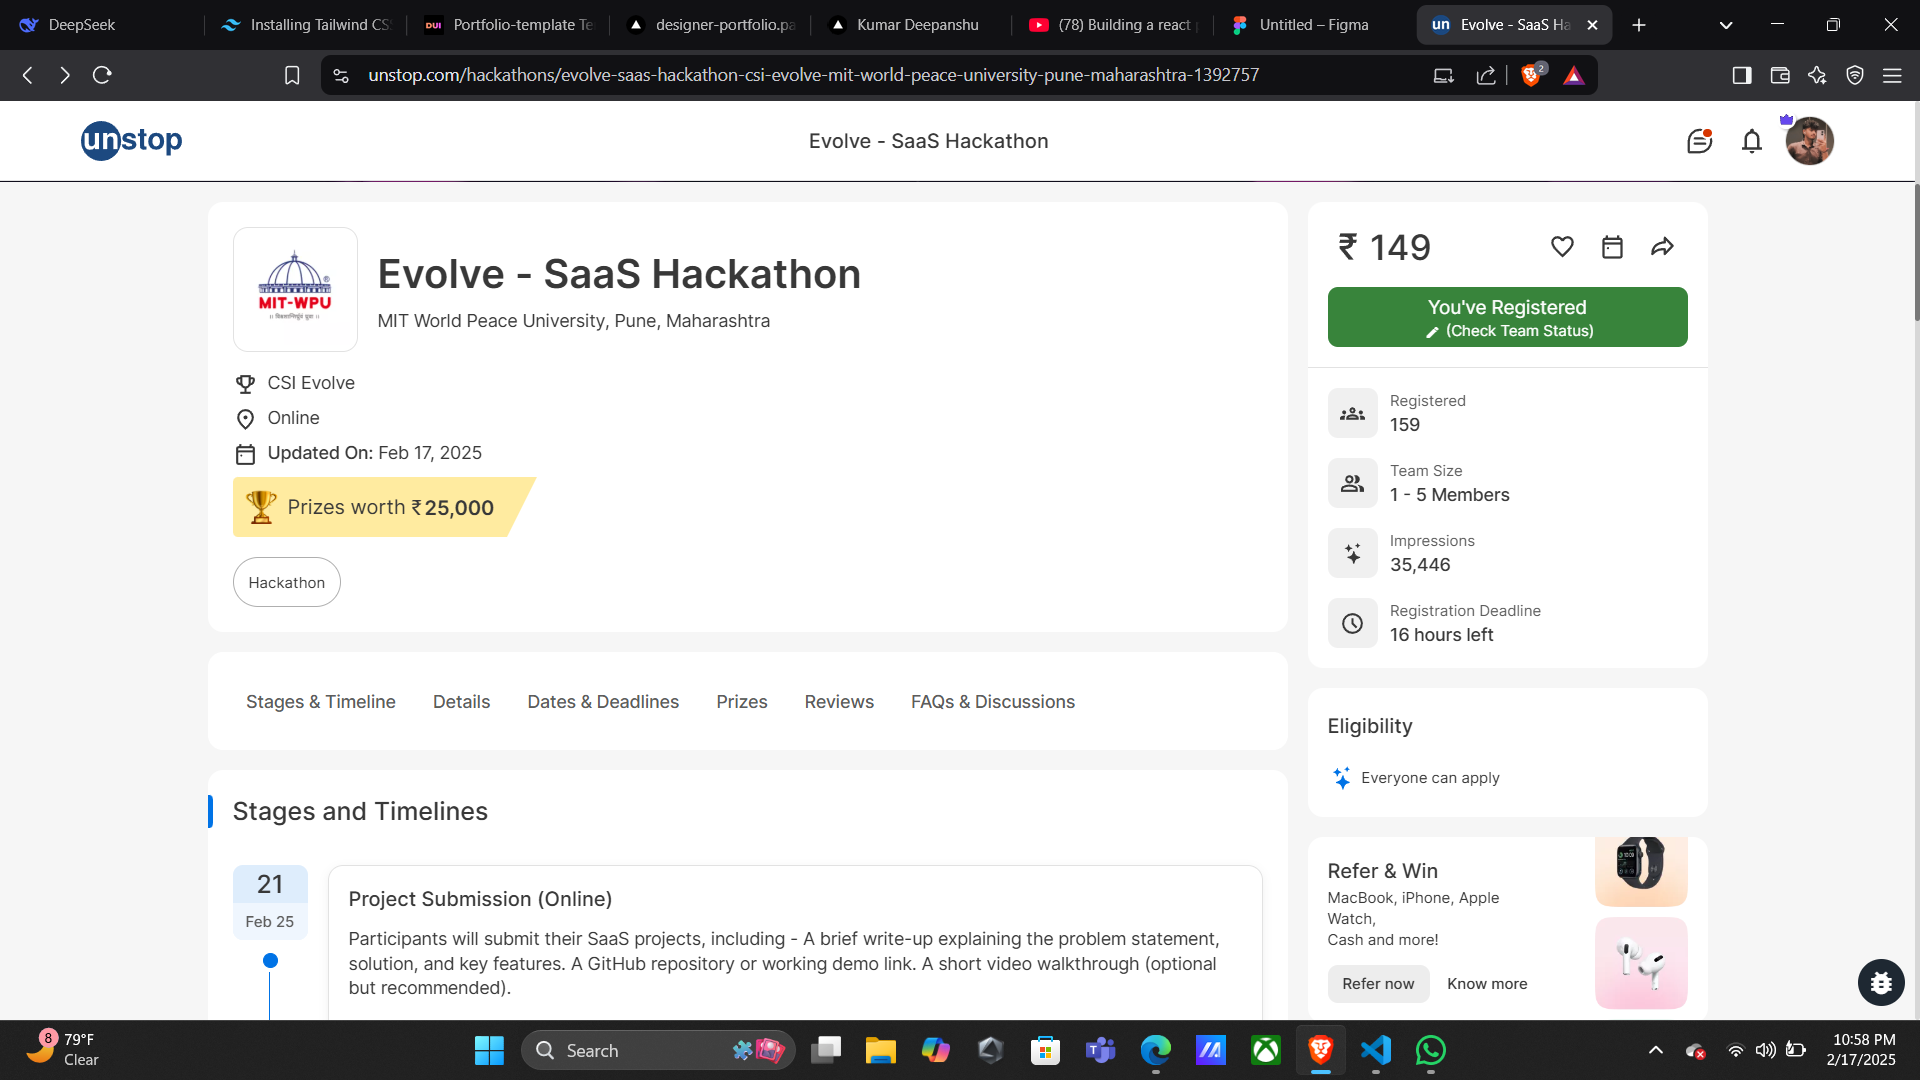 DeepSeek
Installing Tailwind CS
DUI
Portfolio-template Te
designer-portfolio.pa
Kumar Deepanshu
(78) Building a react
Untitled – Figma
un
Evolve - SaaS Ha
unstop.com/hackathons/evolve-saas-hackathon-csi-evolve-mit-world-peace-university-pune-maharashtra-1392757
2
unstop
Evolve - SaaS Hackathon
MIT-WPU
®
Evolve - SaaS Hackathon
MIT World Peace University, Pune, Maharashtra
CSI Evolve
Online
Updated On: Feb 17, 2025
Prizes worth ₹25,000
Hackathon
₹ 149
You've Registered
(Check Team Status)
Registered
159
Team Size
1 - 5 Members
Impressions
35,446
Registration Deadline
16 hours left
Stages & Timeline
Details
Dates & Deadlines
Prizes
Reviews
FAQs & Discussions
Eligibility
Everyone can apply
Stages and Timelines
21
Feb 25
Project Submission (Online)
Participants will submit their SaaS projects, including - A brief write-up explaining the problem statement,
solution, and key features. A GitHub repository or working demo link. A short video walkthrough (optional
but recommended).
Refer & Win
MacBook, iPhone, Apple
Watch,
Cash and more!
Refer now
Know more
8
79°F
Clear
Search
10:58 PM
2/17/2025